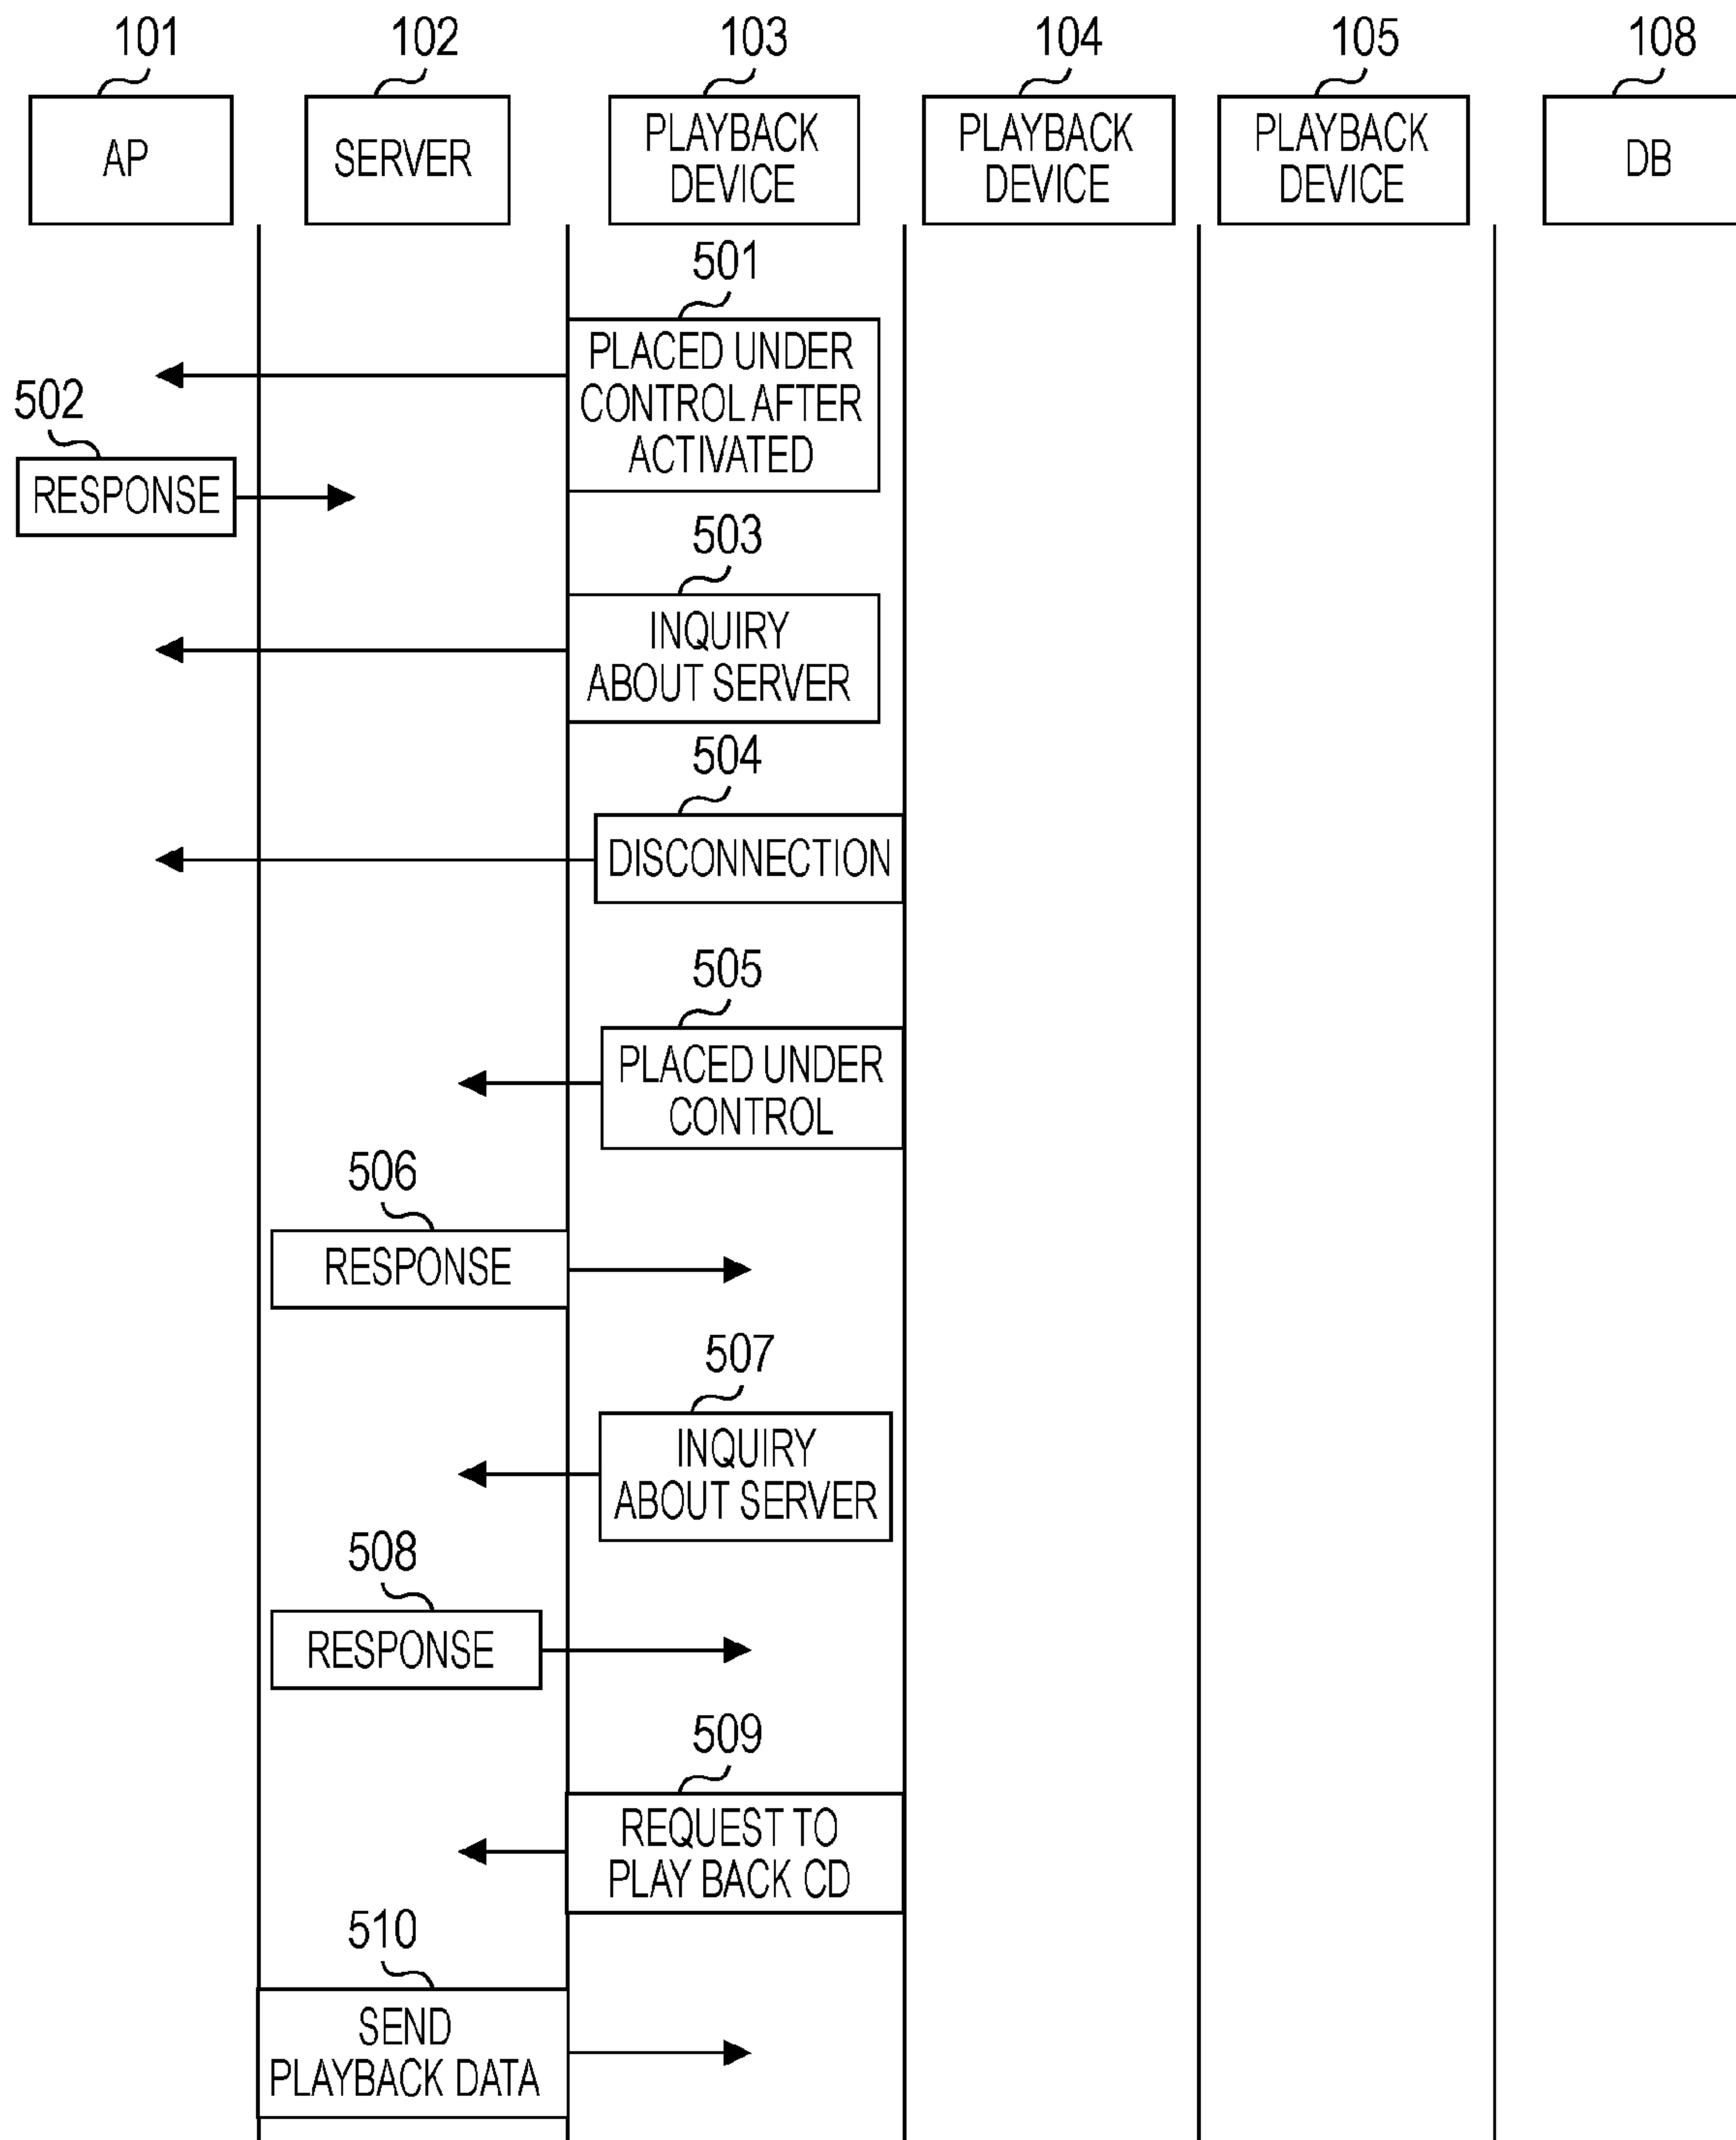 101
102
103
104
105
108
AP
SERVER
PLAYBACK
DEVICE
PLAYBACK
DEVICE
PLAYBACK
DEVICE
DB
501
PLACED UNDER
CONTROL AFTER
ACTIVATED
502
RESPONSE
503
INQUIRY
ABOUT SERVER
504
DISCONNECTION
505
PLACED UNDER
CONTROL
506
RESPONSE
507
INQUIRY
ABOUT SERVER
508
RESPONSE
509
REQUEST TO
PLAY BACK CD
510
SEND
PLAYBACK DATA